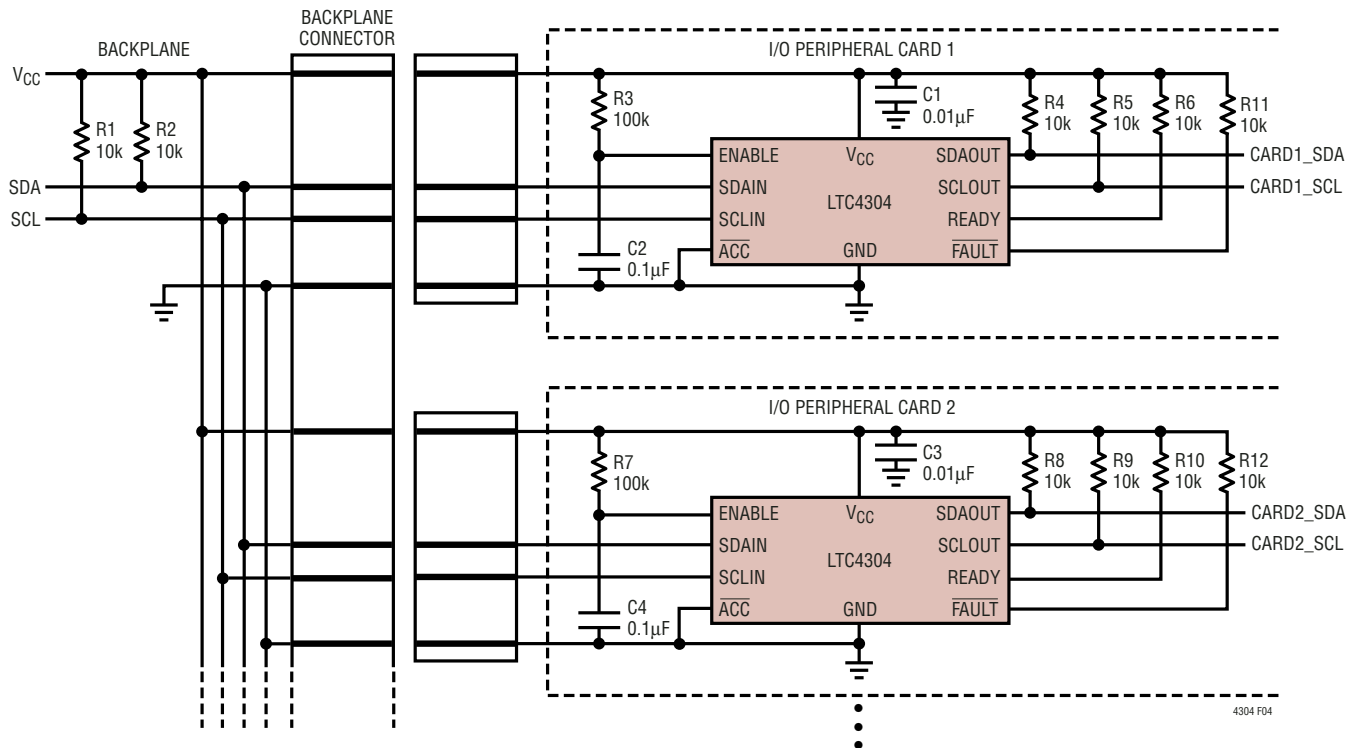 BACKPLANE
BACKPLANE
CONNECTOR
I/O PERIPHERAL CARD 1
VCC
SDA
SCL
R1
10k
R2
10k
R3
100k
C1
0.01μF
R4
10k
R5
10k
R6
10k
R11
10k
ENABLE
VCC
SDAOUT
CARD1_SDA
SDAIN
SCLOUT
CARD1_SCL
LTC4304
SCLIN
READY
ACC
GND
FAULT
C2
0.1μF
I/O PERIPHERAL CARD 2
R7
100k
C3
0.01μF
R8
10k
R9
10k
R10
10k
R12
10k
ENABLE
VCC
SDAOUT
CARD2_SDA
SDAIN
SCLOUT
CARD2_SCL
LTC4304
SCLIN
READY
ACC
GND
FAULT
C4
0.1μF
4304 F04